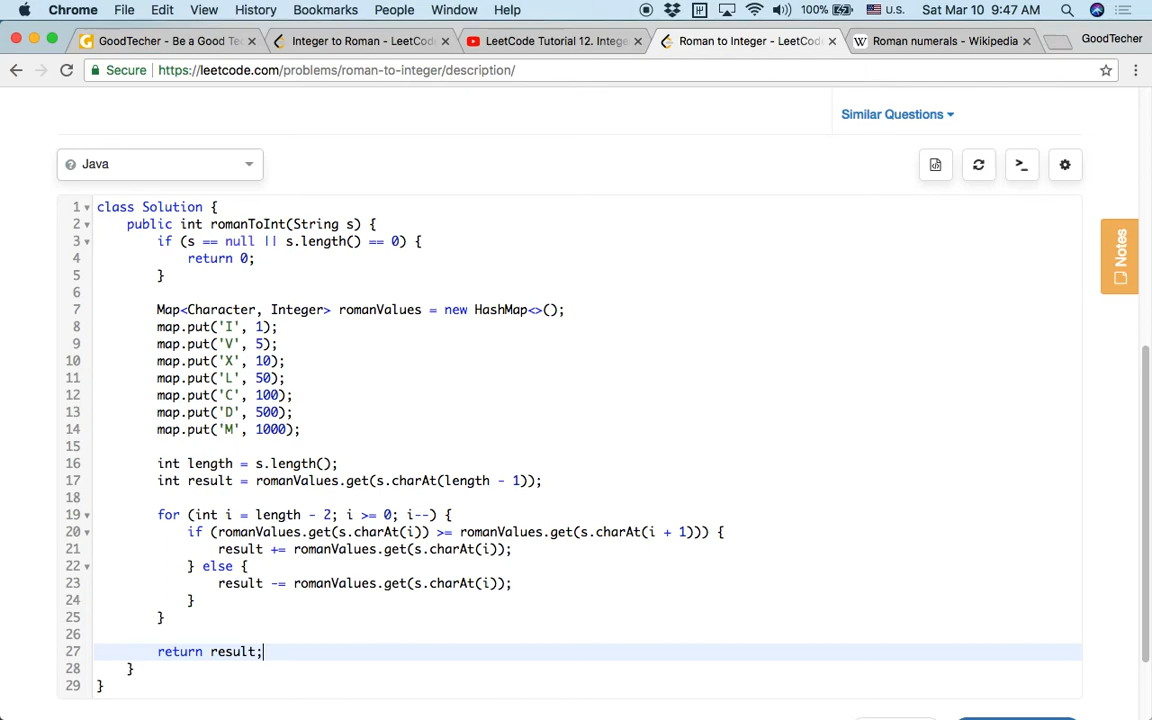 Chrome File Edit View History Bookmarks People Window Help 100% U.S. Sat Mar 10 9:47 AM
GoodTecher - Be a Good Te Integer to Roman - LeetCod LeetCode Tutorial 12. Intege Roman to Integer - LeetCod Roman numerals - Wikipedia GoodTecher
Secure https://leetcode.com/problems/roman-to-integer/description/
Similar Questions
Java
Notes
1 class Solution {
2 public int romanToInt(String s) {
3 if (s == null || s.length() == 0) {
4 return 0;
5 }
6
7 Map<Character, Integer> romanValues = new HashMap<>();
8 map.put('I', 1);
9 map.put('V', 5);
10 map.put('X', 10);
11 map.put('L', 50);
12 map.put('C', 100);
13 map.put('D', 500);
14 map.put('M', 1000);
15
16 int length = s.length();
17 int result = romanValues.get(s.charAt(length - 1));
18
19 for (int i = length - 2; i >= 0; i--) {
20 if (romanValues.get(s.charAt(i)) >= romanValues.get(s.charAt(i + 1))) {
21 result += romanValues.get(s.charAt(i));
22 } else {
23 result -= romanValues.get(s.charAt(i));
24 }
25 }
26
27 return result;
28 }
29 }